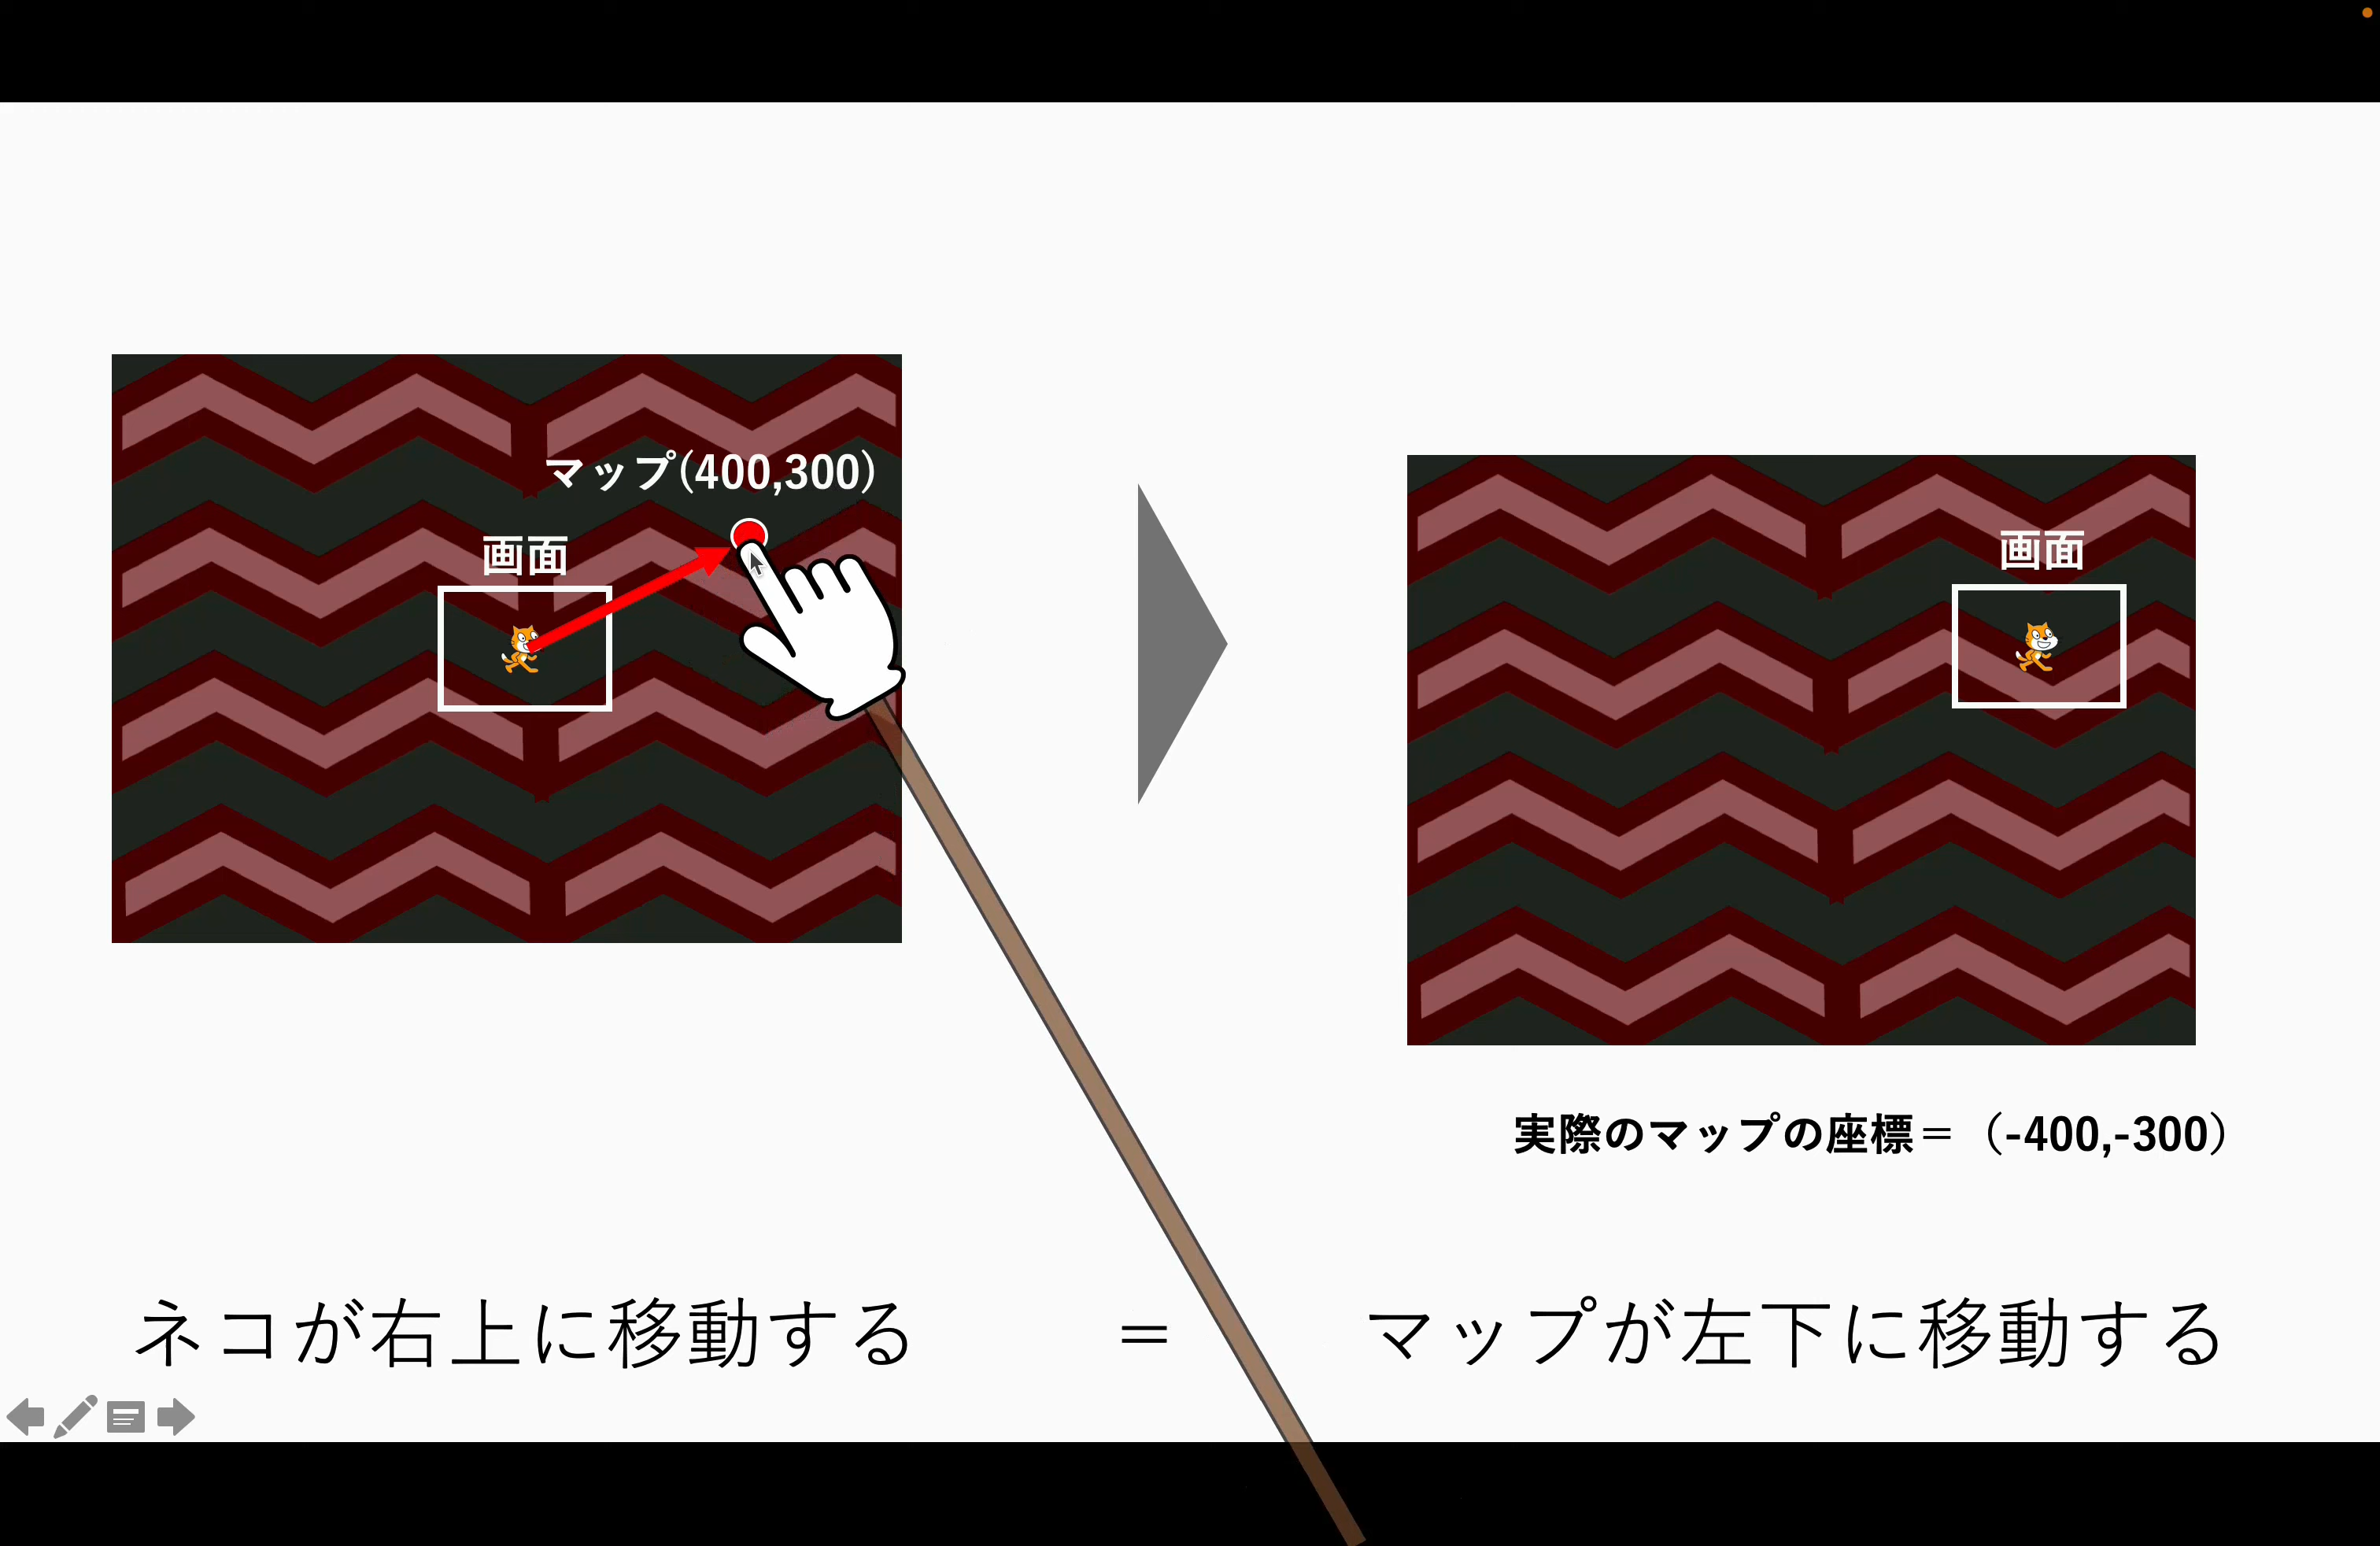 マップ(400,300)
画面
画面
実際のマップの座標＝（-400,-300）
ネコが右上に移動する ＝ マップが左下に移動する